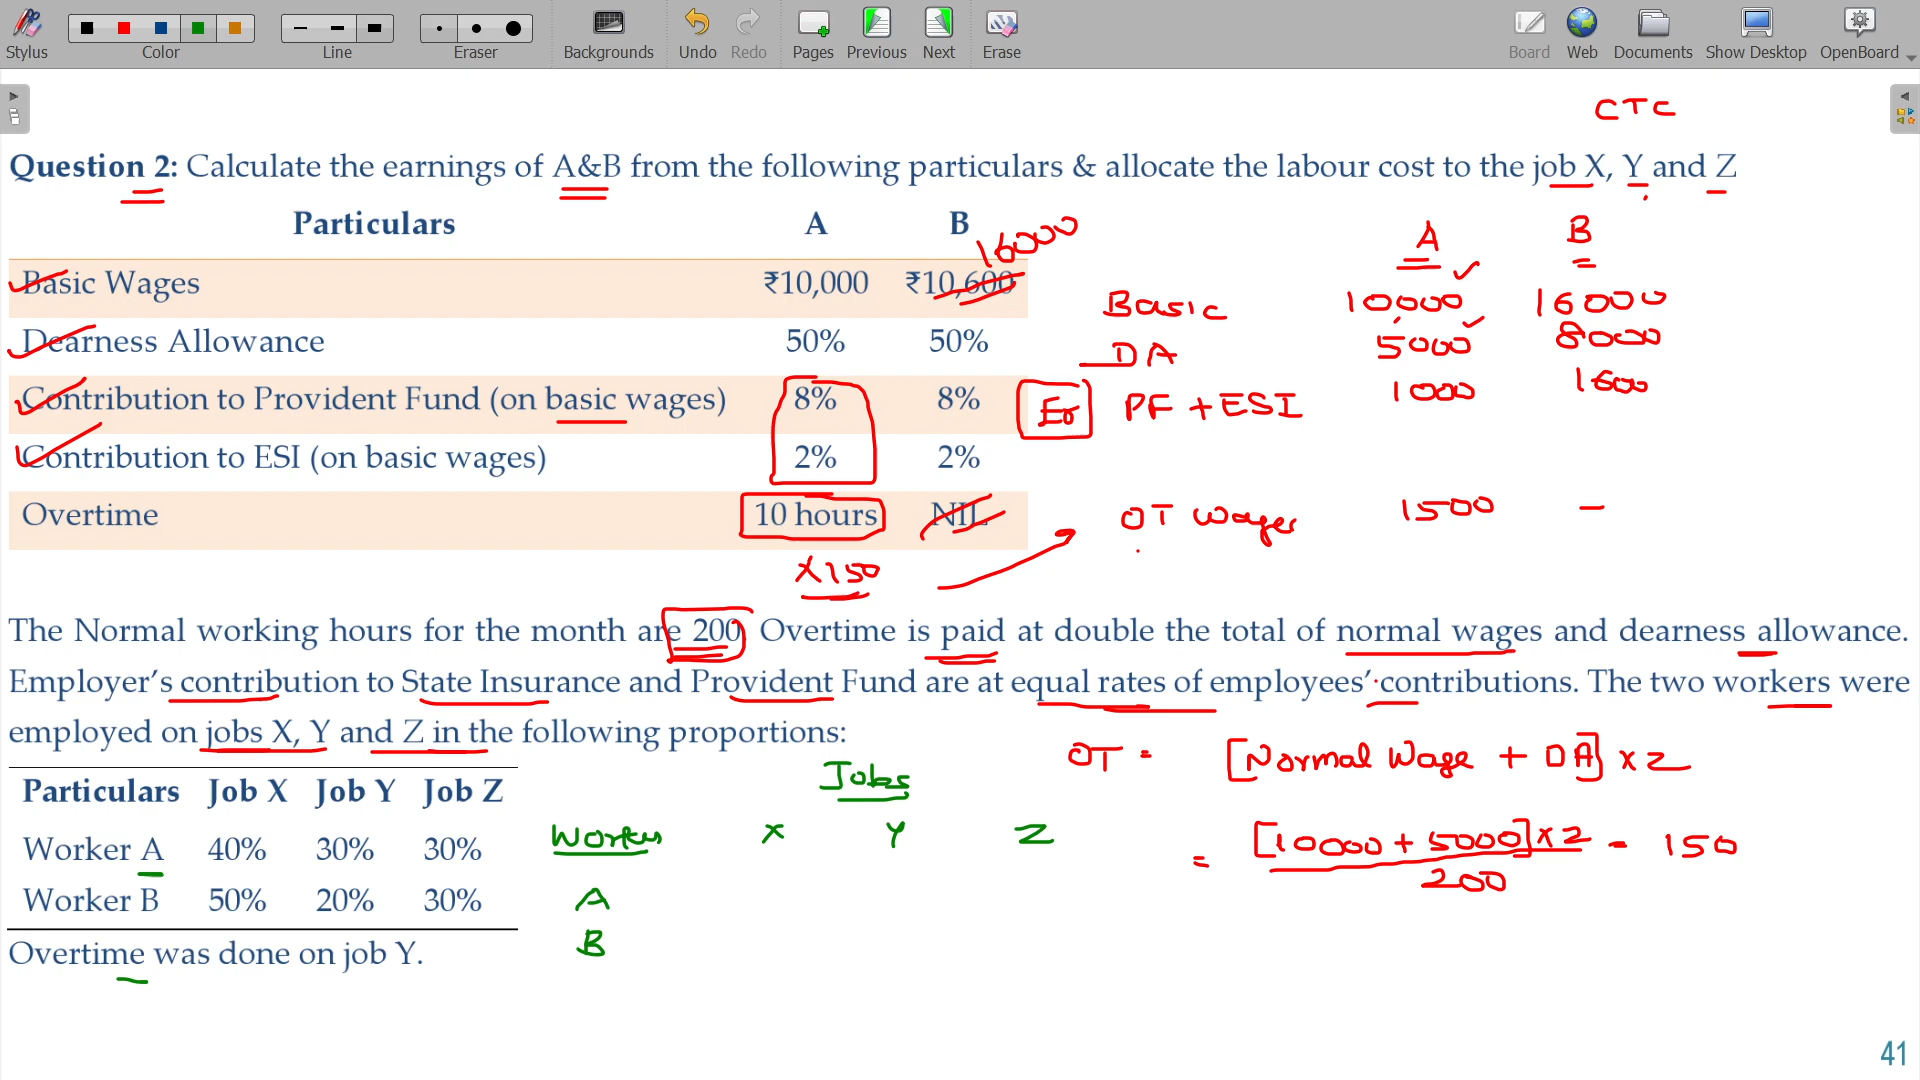 Stylus Color Line Eraser Backgrounds Undo Redo Pages Previous Next Erase Board Web Documents Show Desktop OpenBoard
CTC
Question 2: Calculate the earnings of A&B from the following particulars & allocate the labour cost to the job X, Y and Z
Particulars A B
16000
Basic Wages ₹10,000 ₹10,600
Dearness Allowance 50% 50%
Contribution to Provident Fund (on basic wages) 8% 8%
Contribution to ESI (on basic wages) 2% 2%
Overtime 10 hours NIL
×150
A B
Basic 10000 16000
DA 5000 8000
Er PF + ESI 1000 1600
OT Wages 1500 –
The Normal working hours for the month are 200. Overtime is paid at double the total of normal wages and dearness allowance.
Employer's contribution to State Insurance and Provident Fund are at equal rates of employees' contributions. The two workers were
employed on jobs X, Y and Z in the following proportions:
Particulars Job X Job Y Job Z
Worker A 40% 30% 30%
Worker B 50% 20% 30%
Overtime was done on job Y.
Jobs
Worker X Y Z
A
B
OT = [Normal Wage + DA] × 2
= [10000 + 5000] × 2 = 150
200
41